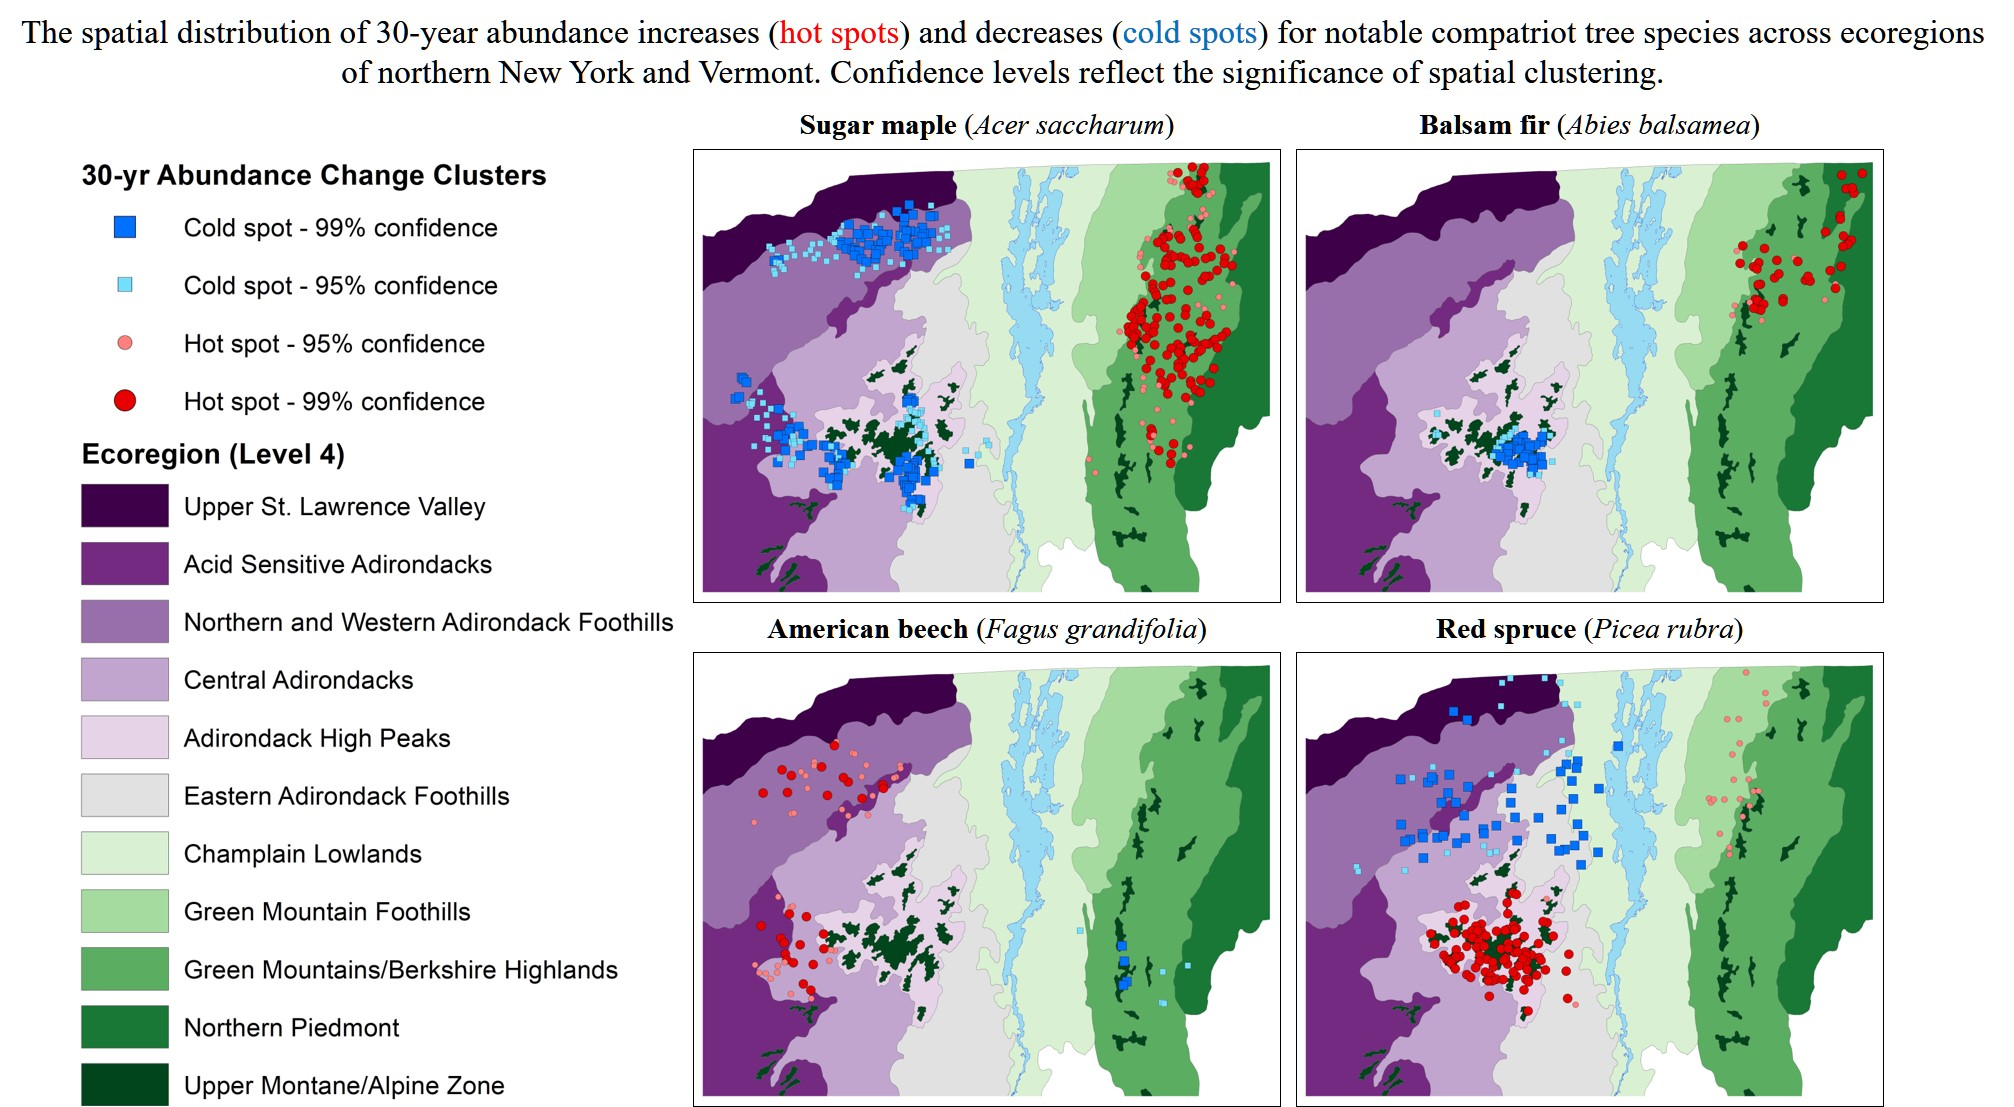 The spatial distribution of 30-year abundance increases (hot spots) and decreases (cold spots) for notable compatriot tree species across ecoregions
of northern New York and Vermont. Confidence levels reflect the significance of spatial clustering.
Sugar maple (Acer saccharum)
Balsam fir (Abies balsamea)
30-yr Abundance Change Clusters
Cold spot - 99% confidence
Cold spot - 95% confidence
Hot spot - 95% confidence
Hot spot - 99% confidence
Ecoregion (Level 4)
Upper St. Lawrence Valley
Acid Sensitive Adirondacks
Northern and Western Adirondack Foothills
Central Adirondacks
Adirondack High Peaks
Eastern Adirondack Foothills
Champlain Lowlands
Green Mountain Foothills
Green Mountains/Berkshire Highlands
Northern Piedmont
Upper Montane/Alpine Zone
American beech (Fagus grandifolia)
Red spruce (Picea rubra)